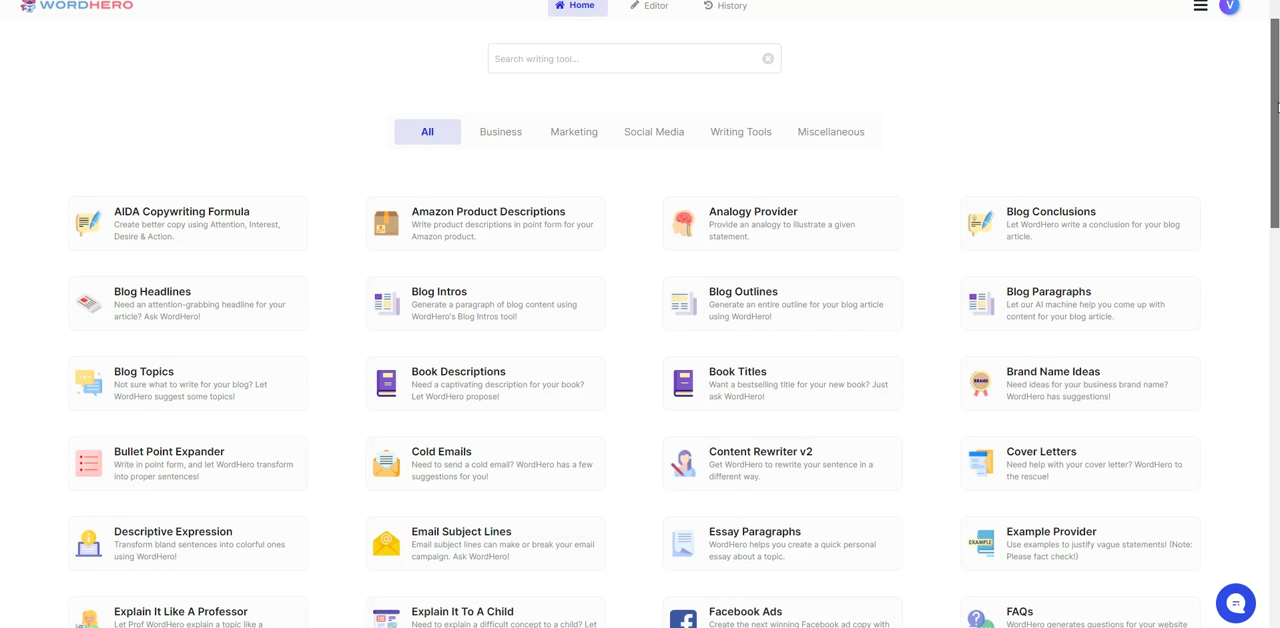 WORDHERO
Home
Editor
History
V
Search writing tool...
All
Business
Marketing
Social Media
Writing Tools
Miscellaneous
AIDA Copywriting Formula
Create better copy using Attention, Interest,
Desire & Action.
Amazon Product Descriptions
Write product descriptions in point form for your
Amazon product.
Analogy Provider
Provide an analogy to illustrate a given
statement.
Blog Conclusions
Let WordHero write a conclusion for your blog
article.
Blog Headlines
Need an attention-grabbing headline for your
article? Ask WordHero!
Blog Intros
Generate a paragraph of blog content using
WordHero's Blog Intros tool!
Blog Outlines
Generate an entire outline for your blog article
using WordHero!
Blog Paragraphs
Let our AI machine help you come up with
content for your blog article.
Blog Topics
Not sure what to write for your blog? Let
WordHero suggest some topics!
Book Descriptions
Need a captivating description for your book?
Let WordHero propose!
Book Titles
Want a bestselling title for your new book? Just
ask WordHero!
BRAND
Brand Name Ideas
Need ideas for your business brand name?
WordHero has suggestions!
Bullet Point Expander
Write in point form, and let WordHero transform
into proper sentences!
Cold Emails
Need to send a cold email? WordHero has a few
suggestions for you!
Content Rewriter v2
Get WordHero to rewrite your sentence in a
different way.
Cover Letters
Need help with your cover letter? WordHero to
the rescue!
Descriptive Expression
Transform bland sentences into colorful ones
using WordHero!
Email Subject Lines
Email subject lines can make or break your email
campaign. Ask WordHero!
Essay Paragraphs
WordHero helps you create a quick personal
essay about a topic.
EXAMPLE
Example Provider
Use examples to justify vague statements! (Note:
Please fact check!)
Explain It Like A Professor
Let Prof WordHero explain a topic like a
Explain It To A Child
Need to explain a difficult concept to a child? Let
Facebook Ads
Create the next winning Facebook ad copy with
FAQs
WordHero generates questions for your website